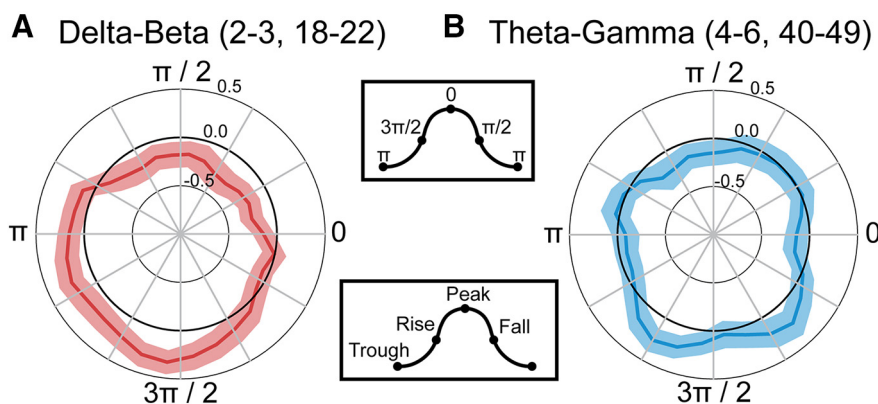 A Delta-Beta (2-3, 18-22)
π / 2
0.5
0.0
-0.5
π
0
3π / 2
0
3π/2 π/2
π π
Peak
Rise Fall
Trough
B Theta-Gamma (4-6, 40-49)
π / 2
0.5
0.0
-0.5
π
0
3π / 2